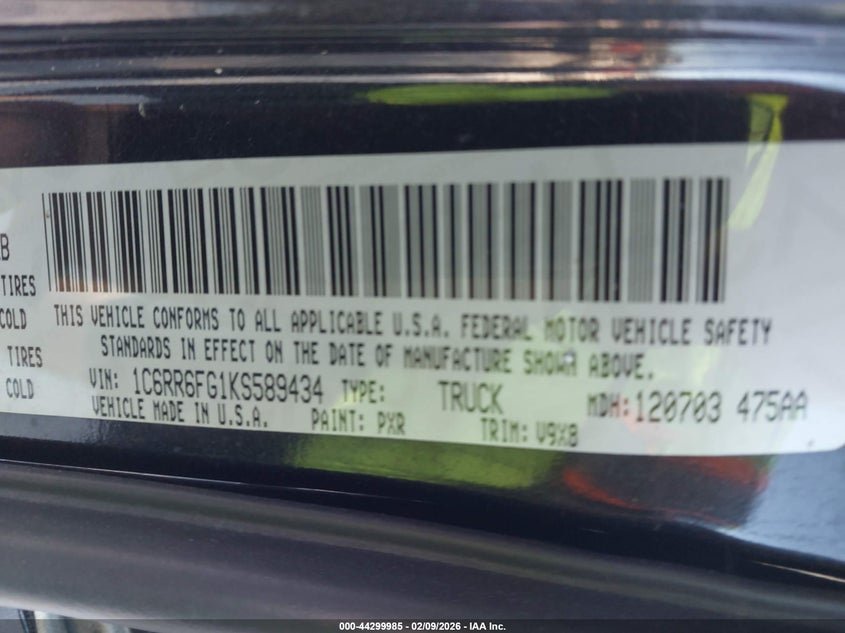 B
TIRES
COLD
TIRES
COLD
THIS VEHICLE CONFORMS TO ALL APPLICABLE U.S.A. FEDERAL MOTOR VEHICLE SAFETY
STANDARDS IN EFFECT ON THE DATE OF MANUFACTURE SHOWN ABOVE.
VIN: 1C6RR6FG1KS589434 TYPE: TRUCK MDH: 120703 475AA
VEHICLE MADE IN U.S.A. PAINT: PXR TRIM: V9X8
000-44299985 - 02/09/2026 - IAA Inc.